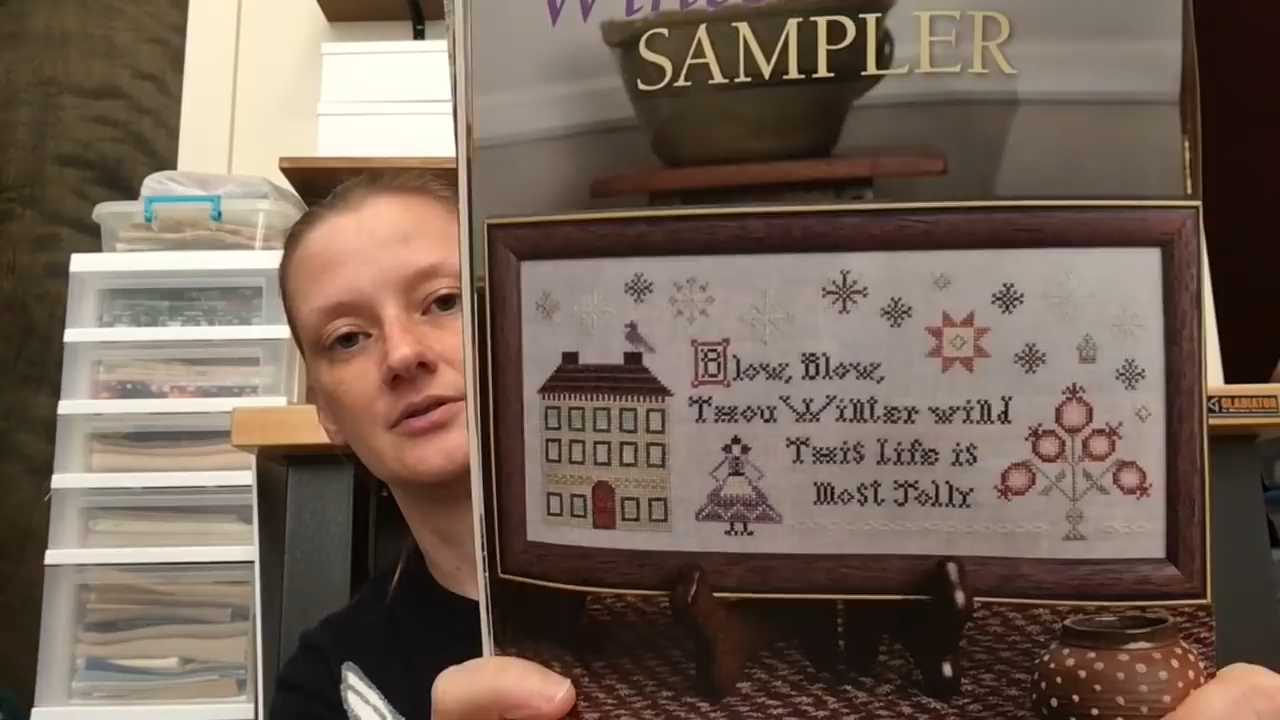 SAMPLER
Blow, Blow,
Thou Winter wind
This Life is
Most Jolly
GLADIATOR